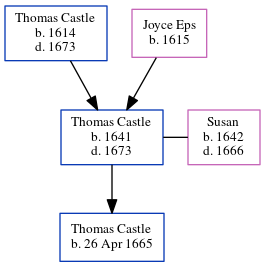 Thomas Castle
b. 1614
d. 1673
Joyce Eps
b. 1615
Thomas Castle
b. 1641
d. 1673
Susan
b. 1642
d. 1666
Thomas Castle
b. 26 Apr 1665